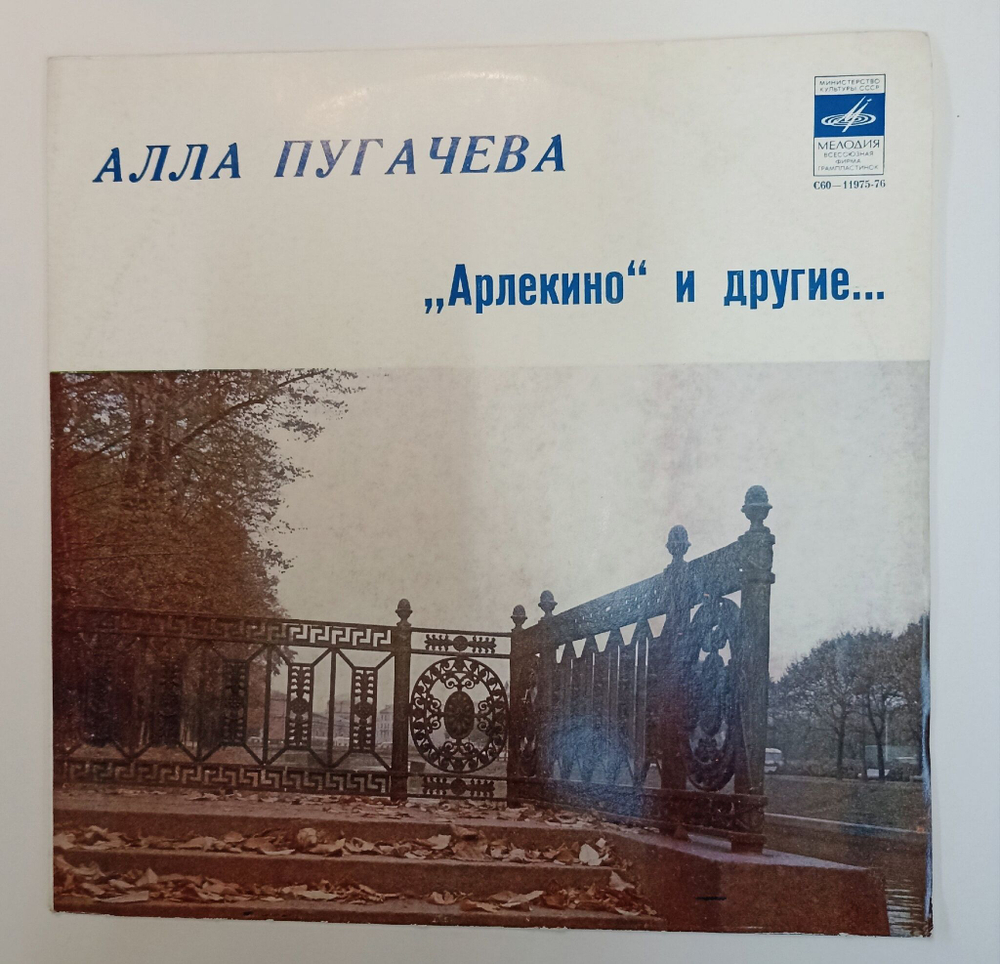 АЛЛА ПУГАЧЕВА
МИНИСТЕРСТВО
КУЛЬТУРЫ СССР
МЕЛОДИЯ
ВСЕСОЮЗНАЯ
ФИРМА
ГРАМПЛАСТИНОК
С60—11975-76
„Арлекино“ и другие...